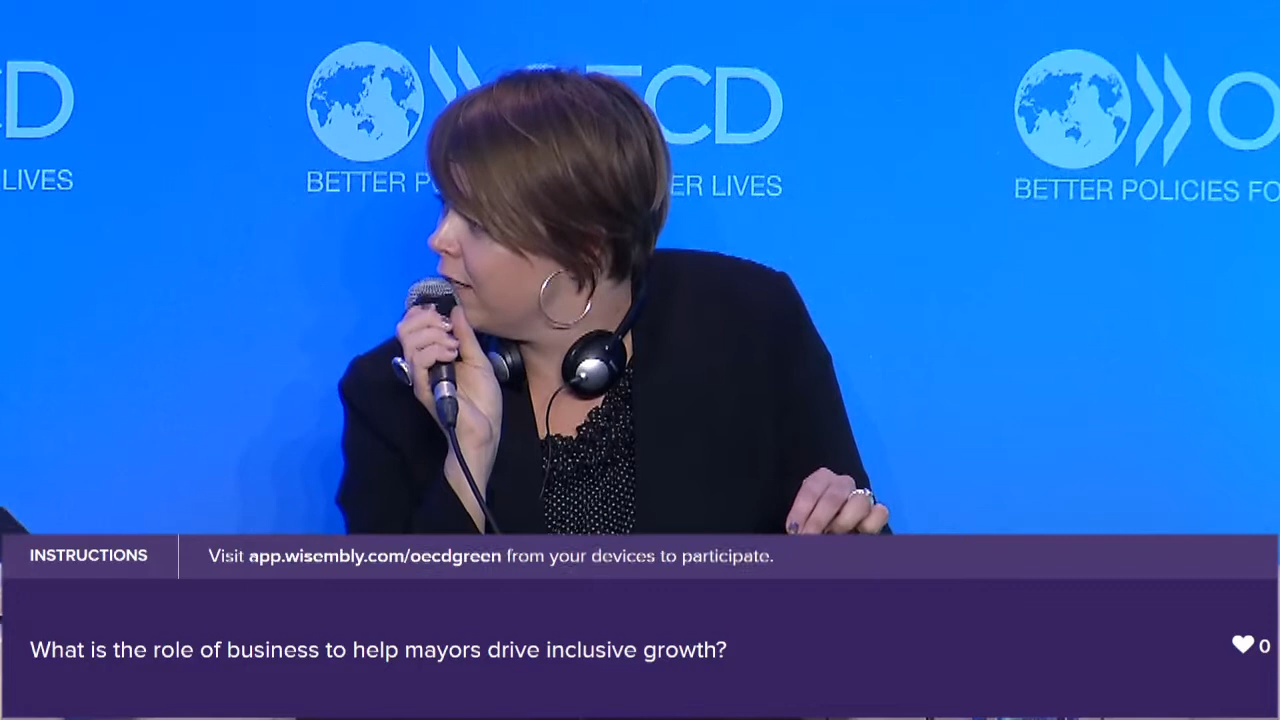 CD
OECD
O
LIVES
BETTER P ER LIVES
BETTER POLICIES FO
INSTRUCTIONS Visit app.wisembly.com/oecdgreen from your devices to participate.
What is the role of business to help mayors drive inclusive growth?
0